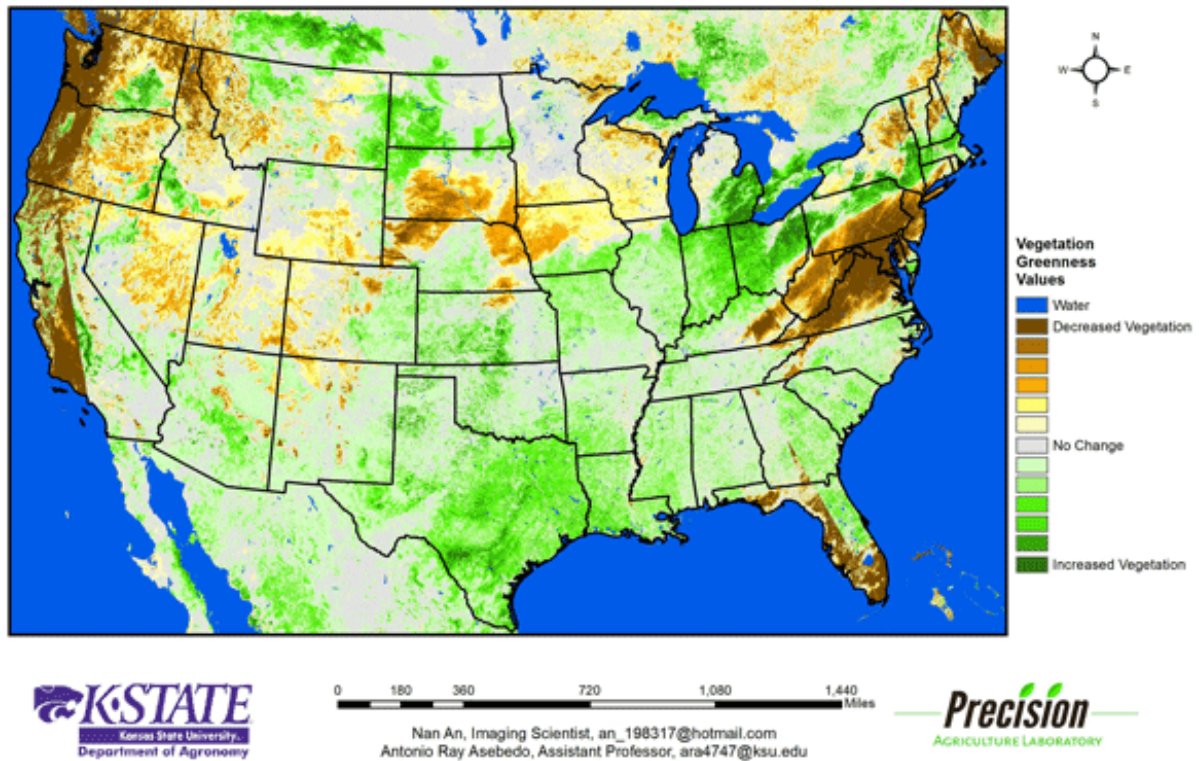 N
W E
S
Vegetation
Greenness
Values
Water
Decreased Vegetation
No Change
Increased Vegetation
K-STATE
Kansas State University
Department of Agronomy
0 180 360 720 1,080 1,440
Miles
Nan An, Imaging Scientist, an_198317@hotmail.com
Antonio Ray Asebedo, Assistant Professor, ara4747@ksu.edu
Precision
AGRICULTURE LABORATORY